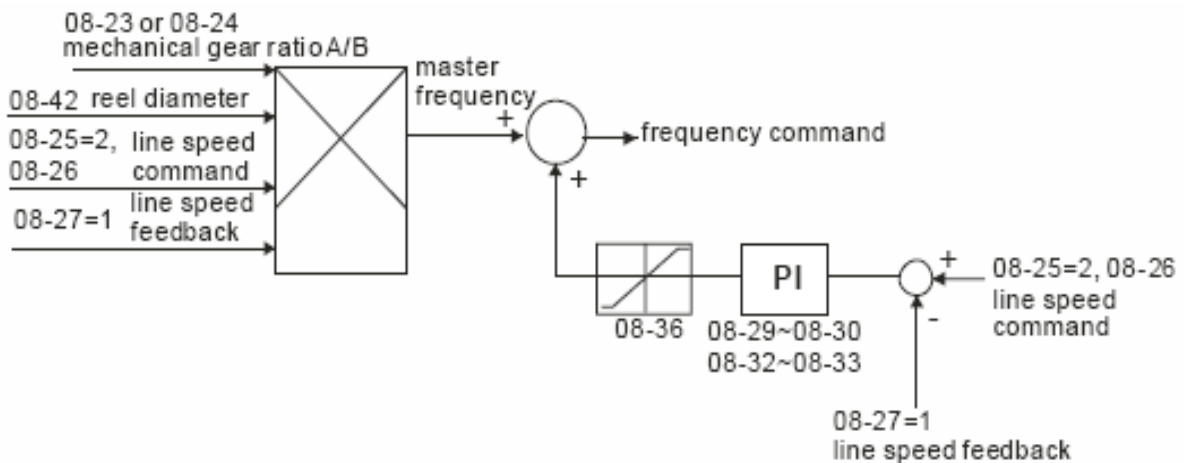 08-23 or 08-24
mechanical gear ratio A/B
08-42 reel diameter
08-25=2, line speed
08-26 command
08-27=1 line speed
feedback
master
frequency
+
frequency command
+
PI
08-36
08-29~08-30
08-32~08-33
+
-
08-25=2, 08-26
line speed
command
08-27=1
line speed feedback